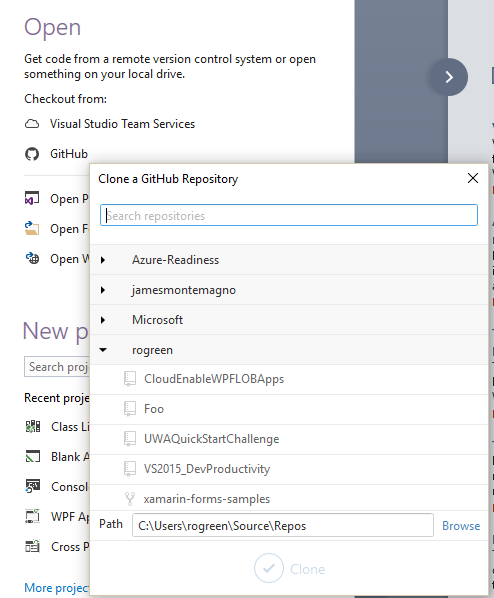 Open
Get code from a remote version control system or open
something on your local drive.
Checkout from:
Visual Studio Team Services
GitHub
Open P
Open F
Open W
Clone a GitHub Repository
Search repositories
Azure-Readiness
jamesmontemagno
Microsoft
rogreen
CloudEnableWPFLOBApps
Foo
UWAQuickStartChallenge
VS2015_DevProductivity
xamarin-forms-samples
Path
C:\Users\rogreen\Source\Repos
Browse
Clone
New p
Search proj
Recent proje
Class Li
Blank A
Consol
WPF Ap
Cross P
More project